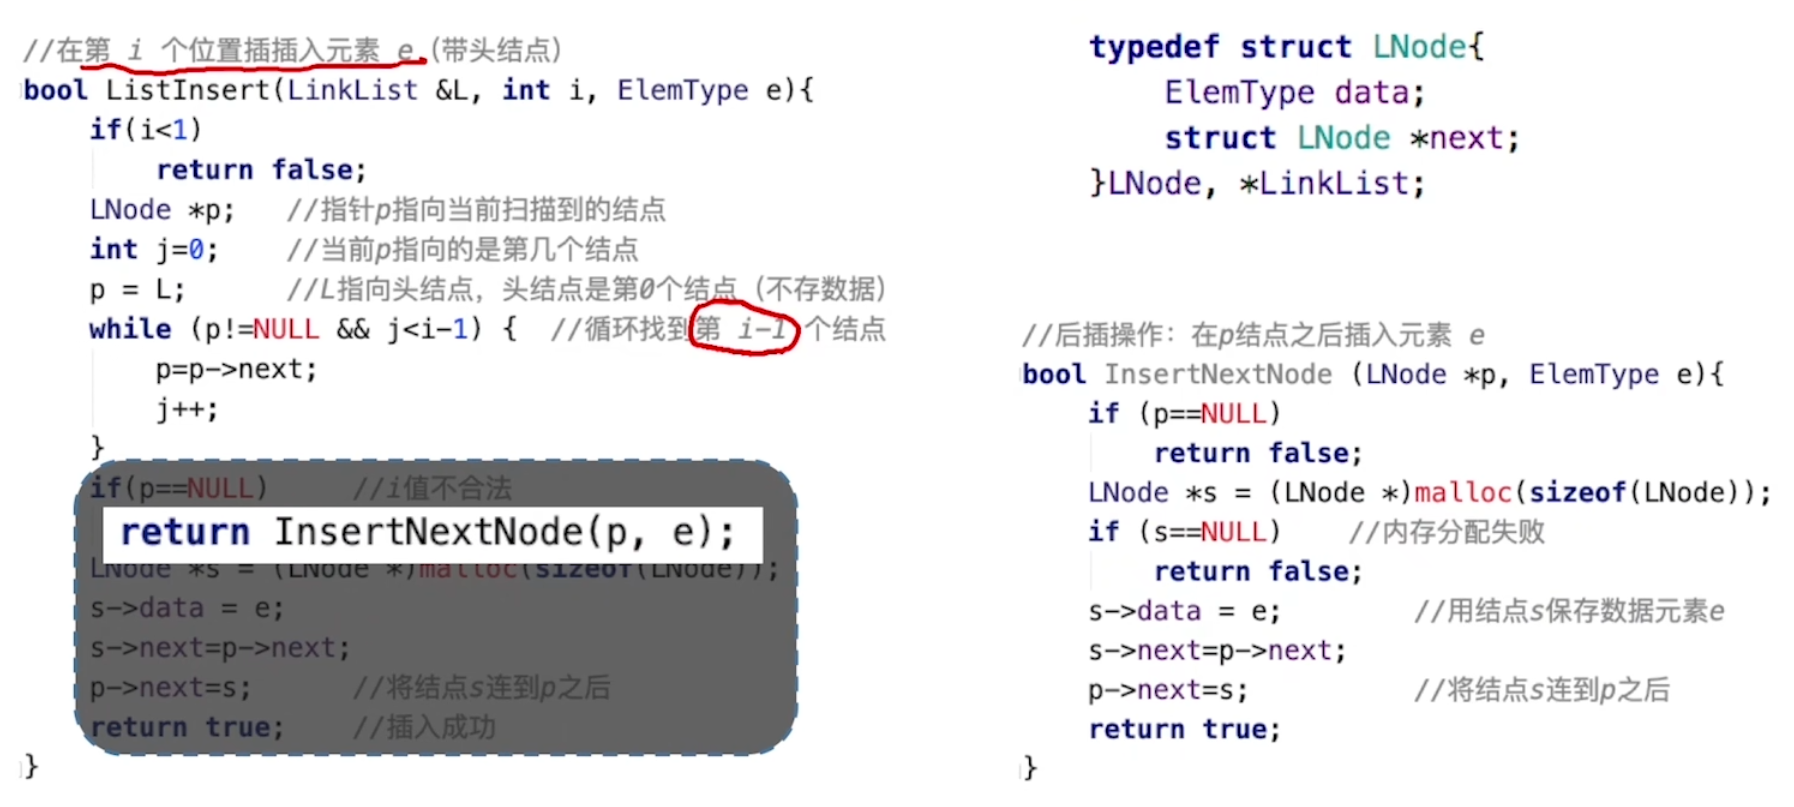 //在第 i 个位置插插入元素 e（带头结点）
bool ListInsert(LinkList &L, int i, ElemType e){
if(i<1)
return false;
LNode *p; //指针p指向当前扫描到的结点
int j=0; //当前p指向的是第几个结点
p = L; //L指向头结点，头结点是第0个结点（不存数据）
while (p!=NULL && j<i-1) { //循环找到第 i-1 个结点
p=p->next;
j++;
}
if(p==NULL) //i值不合法
return InsertNextNode(p, e);
LNode *s = (LNode *)malloc(sizeof(LNode));
s->data = e;
s->next=p->next;
p->next=s; //将结点s连到p之后
return true; //插入成功
}
typedef struct LNode{
ElemType data;
struct LNode *next;
}LNode, *LinkList;
//后插操作：在p结点之后插入元素 e
bool InsertNextNode (LNode *p, ElemType e){
if (p==NULL)
return false;
LNode *s = (LNode *)malloc(sizeof(LNode));
if (s==NULL) //内存分配失败
return false;
s->data = e; //用结点s保存数据元素e
s->next=p->next;
p->next=s; //将结点s连到p之后
return true;
}